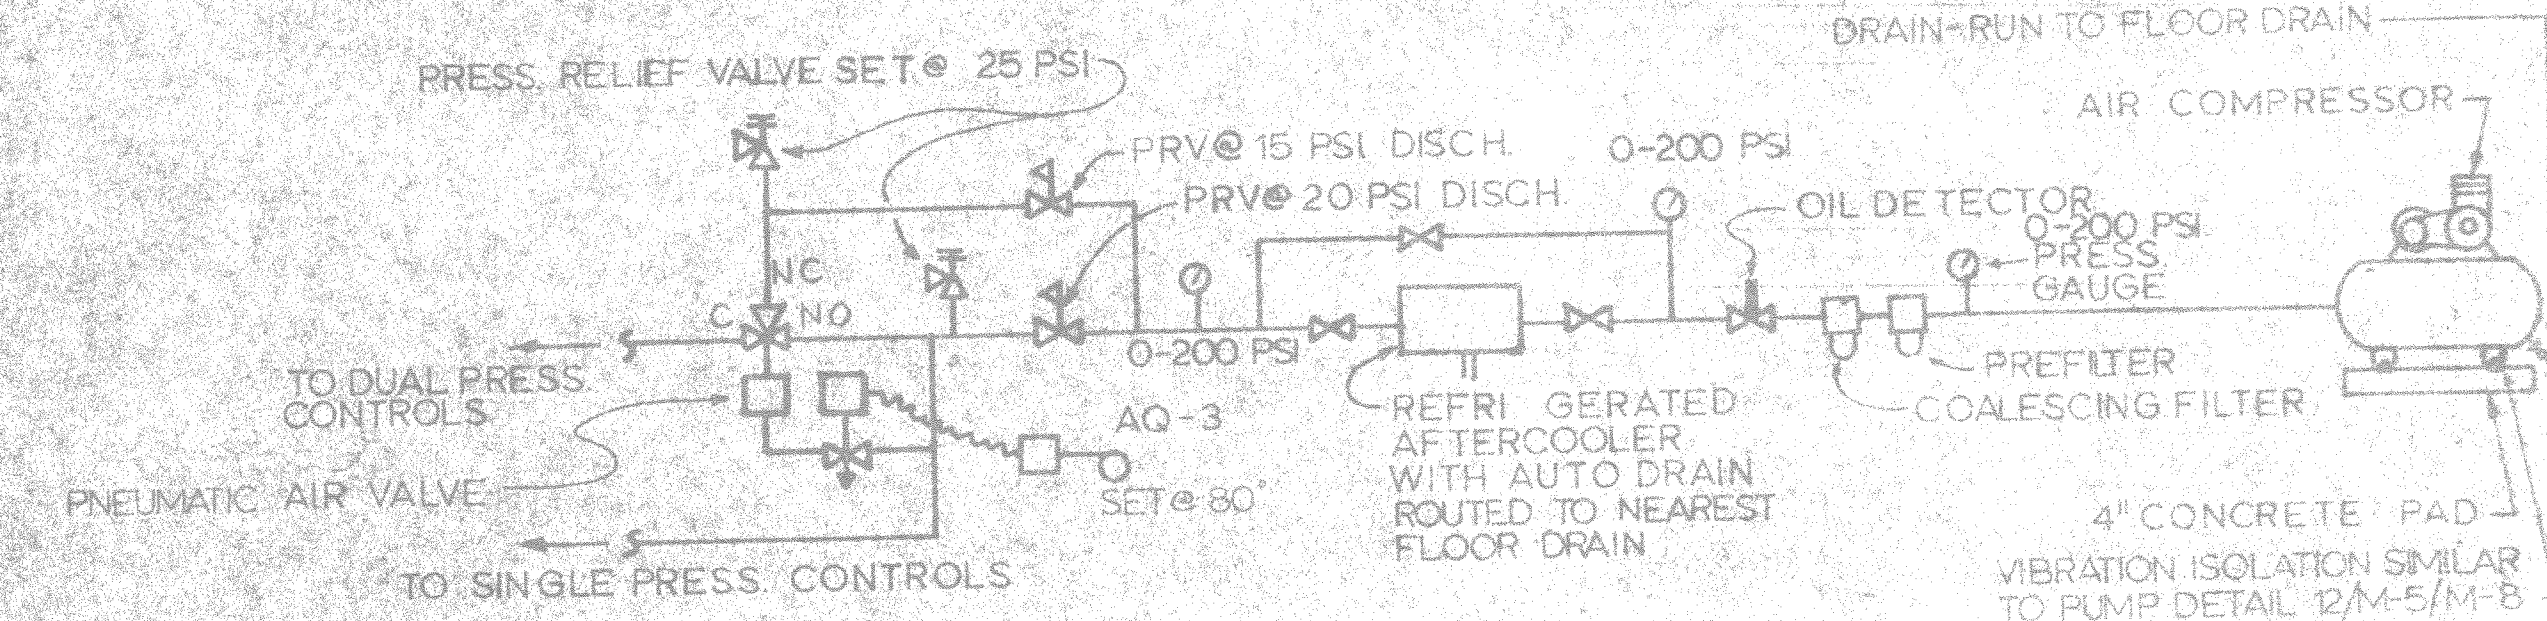 DRAIN-RUN TO FLOOR DRAIN
PRESS. RELIEF VALVE SET @ 25 PSI
AIR COMPRESSOR
PRV@ 15 PSI. DISCH.
0-200 PSI
PRV@ 20 PSI DISCH.
OIL DETECTOR
0-200 PSI
PRESS.
GAUGE
NC
C
NO
0-200 PSI
TO DUAL PRESS.
CONTROLS
PREFILTER
COALESCING FILTER
REFRIGERATED
AFTERCOOLER
WITH AUTO DRAIN
ROUTED TO NEAREST
FLOOR DRAIN
AQ-3
SET@ 80°
PNEUMATIC AIR VALVE
4" CONCRETE PAD
TO SINGLE PRESS. CONTROLS
VIBRATION ISOLATION SIMILAR
TO PUMP DETAIL 12/M-5/M-8